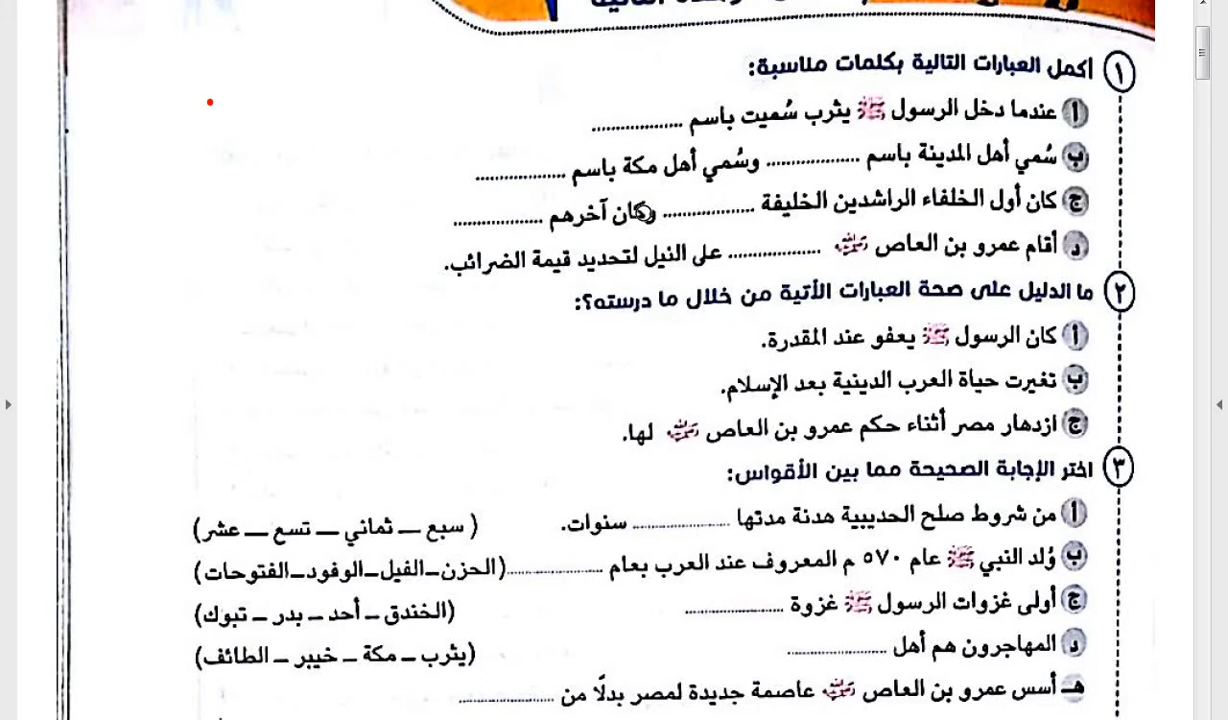 ١ أكمل العبارات التالية بكلمات مناسبة:
أ عندما دخل الرسول ﷺ يثرب سُميت باسم ..................
ب سُمي أهل المدينة باسم .................. وسُمي أهل مكة باسم ..................
ج كان أول الخلفاء الراشدين الخليفة .................. وكان آخرهم ..................
د أقام عمرو بن العاص رضي الله عنه .................. على النيل لتحديد قيمة الضرائب.
٢ ما الدليل على صحة العبارات الأتية من خلال ما درسته؟:
أ كان الرسول ﷺ يعفو عند المقدرة.
ب تغيرت حياة العرب الدينية بعد الإسلام.
ج ازدهار مصر أثناء حكم عمرو بن العاص رضي الله عنه لها.
٣ اختر الإجابة الصحيحة مما بين الأقواس:
أ من شروط صلح الحديبية هدنة مدتها .................. سنوات. ( سبع – ثماني – تسع – عشر)
ب وُلد النبي ﷺ عام ٥٧٠ م المعروف عند العرب بعام .................. (الحزن–الفيل–الوفود–الفتوحات)
ج أولى غزوات الرسول ﷺ غزوة .................. (الخندق – أحد – بدر – تبوك)
د المهاجرون هم أهل .................. (يثرب – مكة – خيبر – الطائف)
هـ أسس عمرو بن العاص رضي الله عنه عاصمة جديدة لمصر بدلًا من ..................